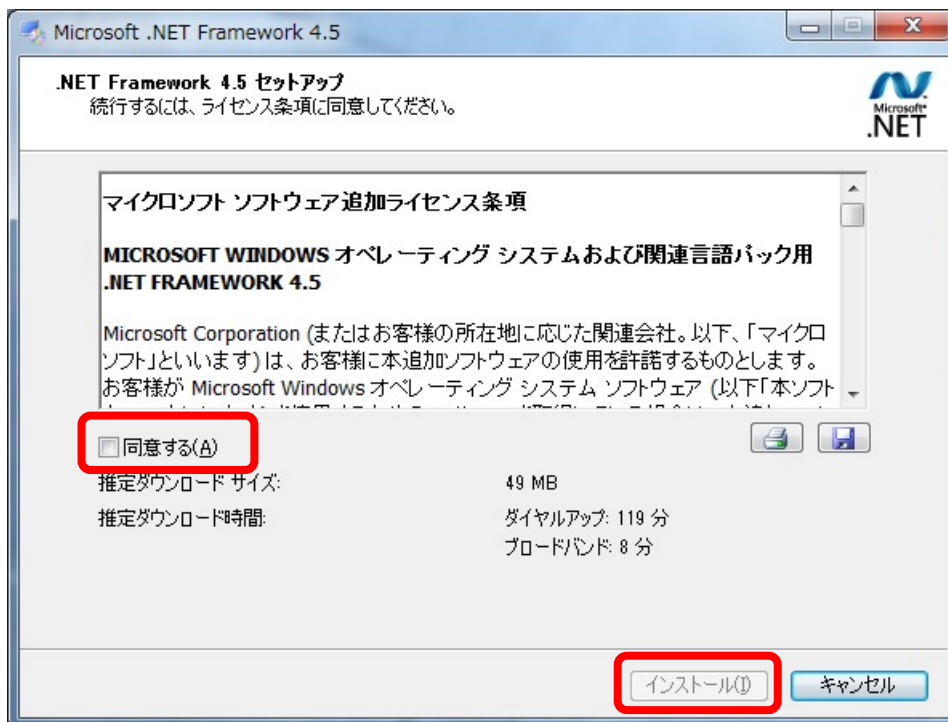 Microsoft .NET Framework 4.5
.NET Framework 4.5 セットアップ
続行するには、ライセンス条項に同意してください。
Microsoft
.NET
マイクロソフト ソフトウェア追加ライセンス条項
MICROSOFT WINDOWS オペレーティング システムおよび関連言語パック用
.NET FRAMEWORK 4.5
Microsoft Corporation (またはお客様の所在地に応じた関連会社。以下、「マイクロ
ソフト」といいます) は、お客様に本追加ソフトウェアの使用を許諾するものとします。
お客様が Microsoft Windows オペレーティング システム ソフトウェア (以下「本ソフト
同意する(A)
推定ダウンロード サイズ: 49 MB
推定ダウンロード時間: ダイヤルアップ: 119 分
ブロードバンド: 8 分
インストール(I) キャンセル